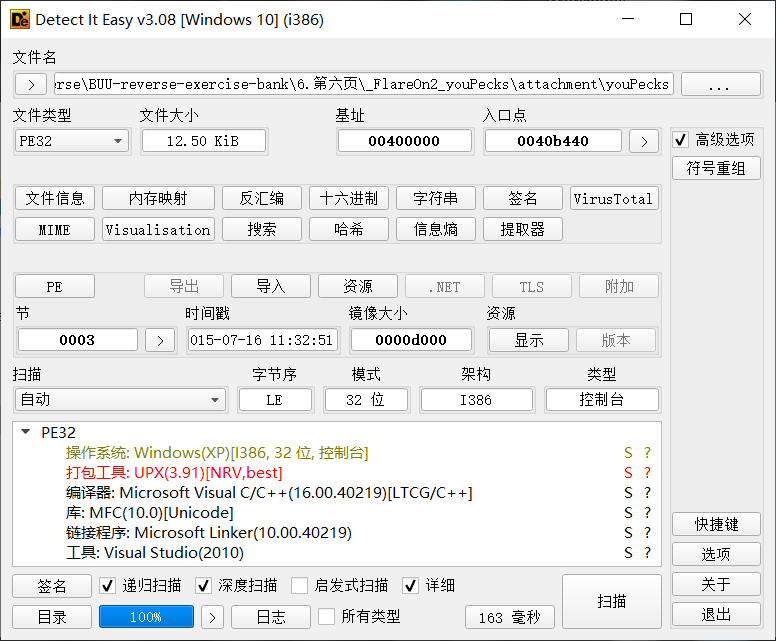 Detect It Easy v3.08 [Windows 10] (i386)
文件名
> erse\BUU-reverse-exercise-bank\6.第六页\_FlareOn2_youPecks\attachment\youPecks ...
文件类型 文件大小 基址 入口点
PE32 12.50 KiB 00400000 0040b440 > 高级选项
符号重组
文件信息 内存映射 反汇编 十六进制 字符串 签名 VirusTotal
MIME Visualisation 搜索 哈希 信息熵 提取器
PE 导出 导入 资源 .NET TLS 附加
节 时间戳 镜像大小 资源
0003 > 015-07-16 11:32:51 0000d000 显示 版本
扫描 字节序 模式 架构 类型
自动 LE 32 位 I386 控制台
PE32
操作系统: Windows(XP)[I386, 32 位, 控制台] S ?
打包工具: UPX(3.91)[NRV,best] S ?
编译器: Microsoft Visual C/C++(16.00.40219)[LTCG/C++] S ?
库: MFC(10.0)[Unicode] S ?
链接程序: Microsoft Linker(10.00.40219) S ?
工具: Visual Studio(2010) S ?
快捷键
选项
关于
退出
签名 递归扫描 深度扫描 启发式扫描 详细 扫描
目录 100% > 日志 所有类型 163 毫秒